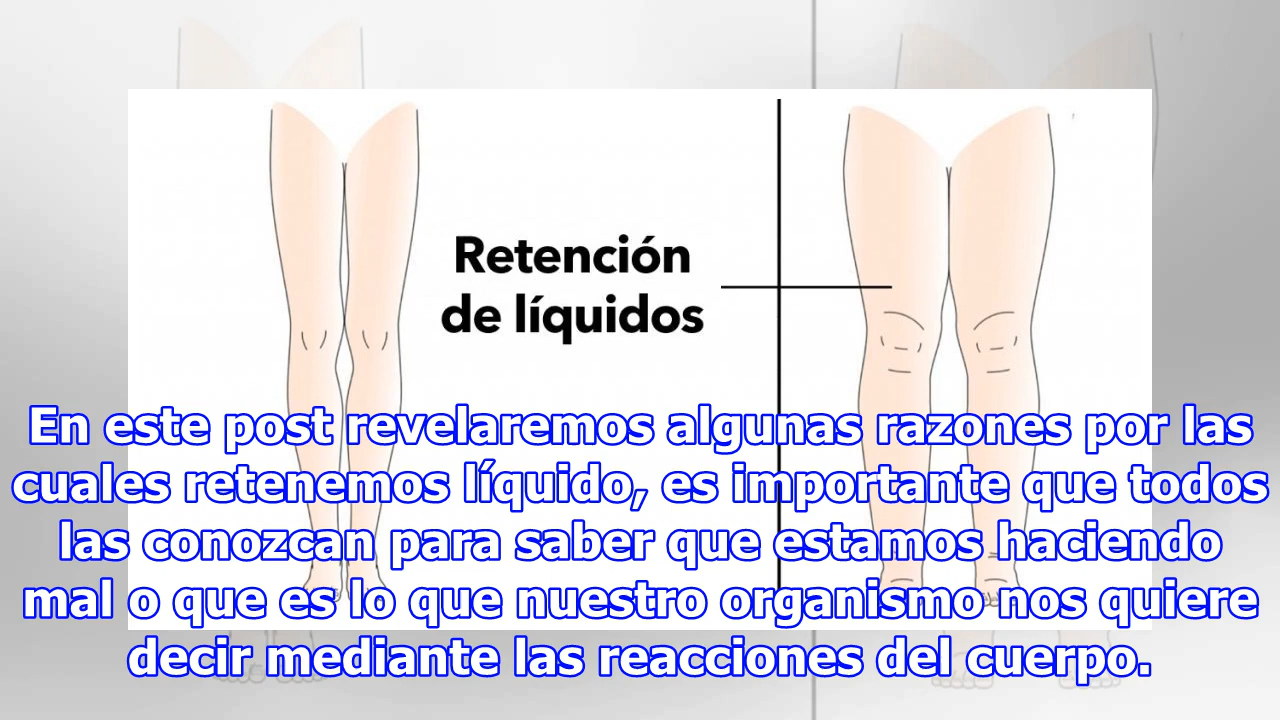 Retención
de líquidos
En este post revelaremos algunas razones por las
cuales retenemos líquido, es importante que todos
las conozcan para saber que estamos haciendo
mal o que es lo que nuestro organismo nos quiere
decir mediante las reacciones del cuerpo.